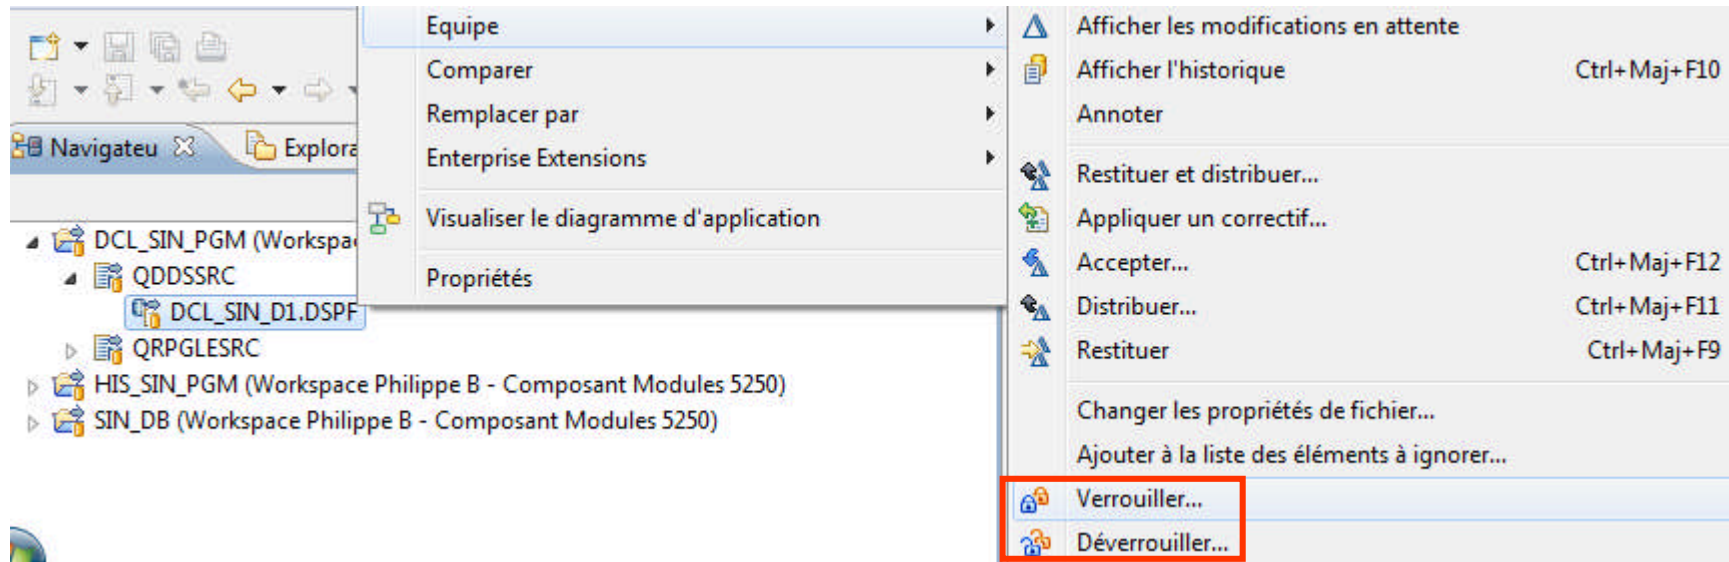 Navigateu
Explora
DCL_SIN_PGM (Workspa
QDDSSRC
DCL_SIN_D1.DSPF
QRPGLESRC
HIS_SIN_PGM (Workspace Philippe B - Composant Modules 5250)
SIN_DB (Workspace Philippe B - Composant Modules 5250)
Equipe
Comparer
Remplacer par
Enterprise Extensions
Visualiser le diagramme d'application
Propriétés
Afficher les modifications en attente
Afficher l'historique Ctrl+Maj+F10
Annoter
Restituer et distribuer...
Appliquer un correctif...
Accepter... Ctrl+Maj+F12
Distribuer... Ctrl+Maj+F11
Restituer Ctrl+Maj+F9
Changer les propriétés de fichier...
Ajouter à la liste des éléments à ignorer...
Verrouiller...
Déverrouiller...